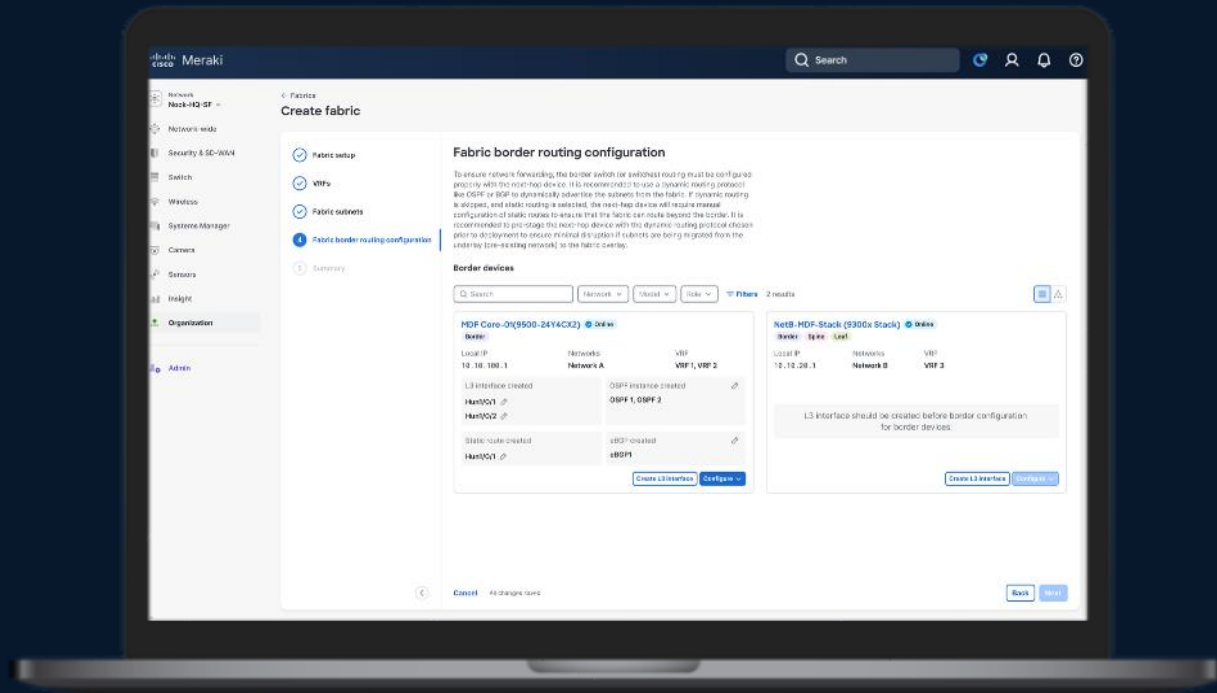 CISCO Meraki
Search
Network
Nook-HQ-SF
Network-wide
Security & SD-WAN
Switch
Wireless
Systems Manager
Camera
Sensors
Insight
Organization
Admin
Fabrics
Create fabric
Fabric setup
VRFs
Fabric subnets
4 Fabric border routing configuration
Summary
Fabric border routing configuration
To ensure network forwarding, the border switch (or switches) routing must be configured
properly with the next-hop device. It is recommended to use a dynamic routing protocol
like OSPF or BGP to dynamically advertise the subnets from the fabric. If dynamic routing
is skipped, and static routing is selected, the next-hop device will require manual
configuration of static routes to ensure that the fabric can route beyond the border. It is
recommended to pre-stage the next-hop device with the dynamic routing protocol chosen
prior to deployment to ensure minimal disruption if subnets are being migrated from the
underlay (pre-existing network) to the fabric overlay.
Border devices
Search Network Model Role Filters 2 results
MDF Core-01(9500-24Y4CX2) Online
Border
Local IP Networks VRF
10.10.100.1 Network A VRF 1, VRF 2
L3 interface created OSPF instance created
Hun1/0/1 OSPF 1, OSPF 2
Hun1/0/2
Static route created eBGP created
Hun1/0/1 eBGP1
Create L3 interface Configure
NetB-MDF-Stack (9300x Stack) Online
Border Spine Leaf
Local IP Networks VRF
10.10.20.1 Network B VRF 3
L3 interface should be created before border configuration
for border devices
Create L3 interface Configure
Cancel All changes saved
Back Next